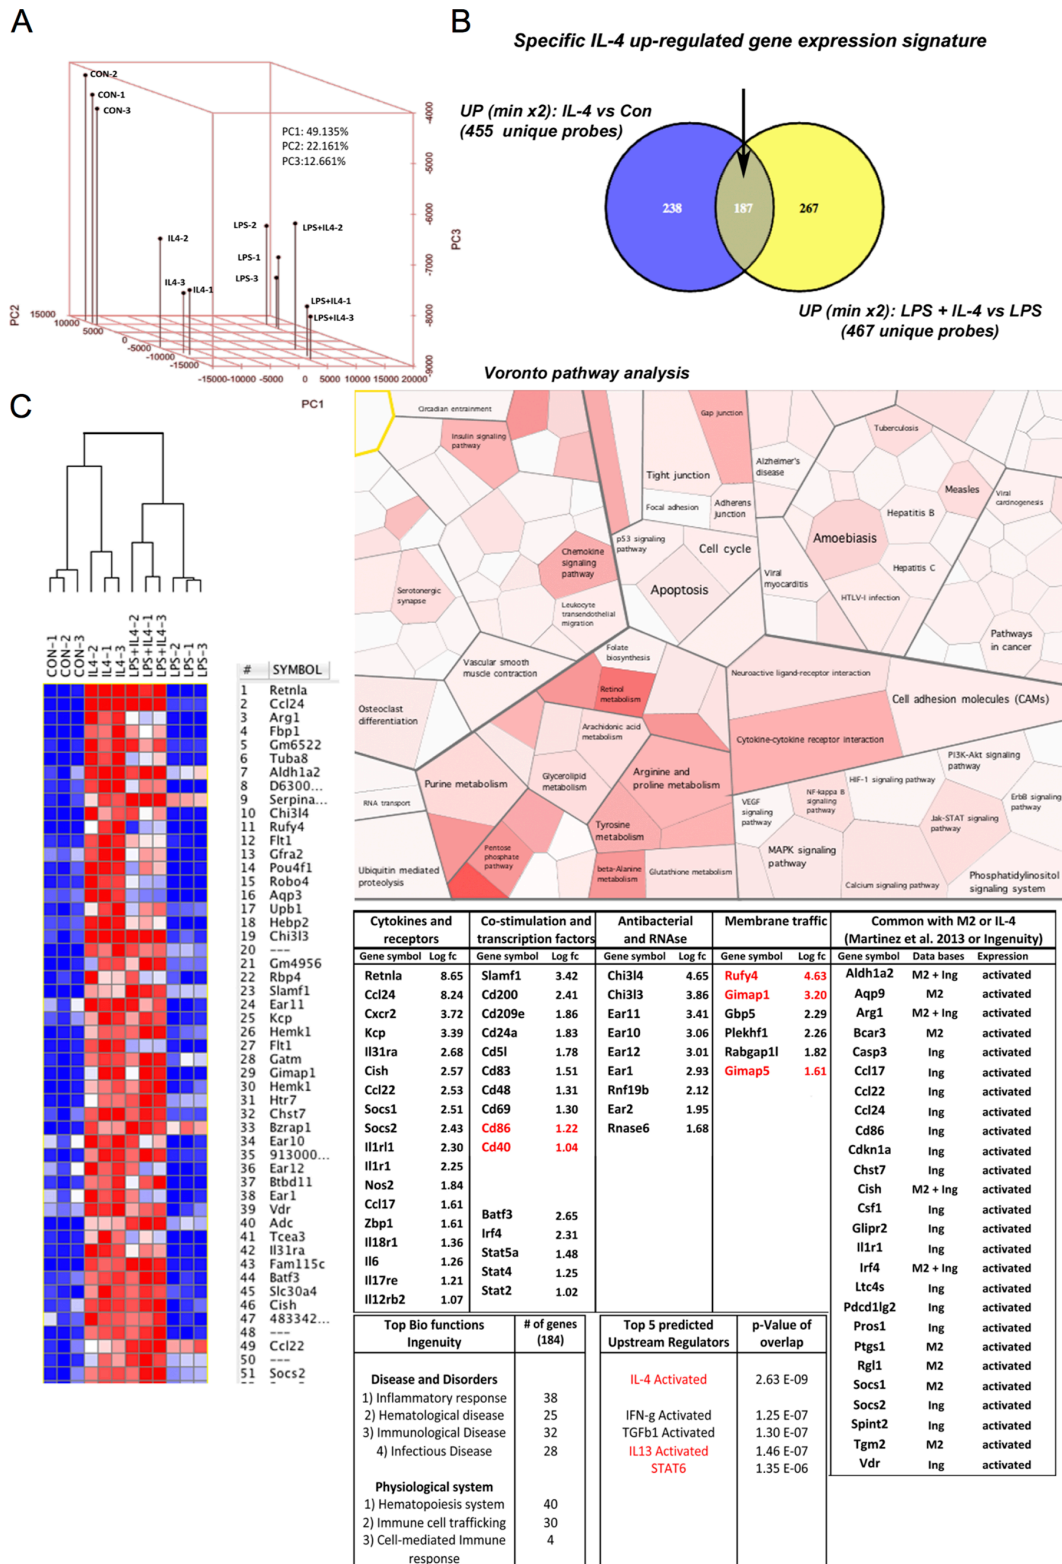 A
CON-2
CON-1
CON-3
PC1: 49.135%
PC2: 22.161%
PC3:12.661%
IL4-2
IL4-3
IL4-1
LPS-2
LPS-1
LPS-3
LPS+IL4-2
LPS+IL4-1
LPS+IL4-3
PC2
15000
10000
5000
0
-5000
-10000
-15000
-15000 -10000 -5000 0 5000 10000 15000 20000
PC1
-4000
-5000
-6000
-7000
-8000
-9000
PC3
B
Specific IL-4 up-regulated gene expression signature
UP (min x2): IL-4 vs Con
(455 unique probes)
238
187
267
UP (min x2): LPS + IL-4 vs LPS
(467 unique probes)
C
CON-1
CON-2
CON-3
IL4-2
IL4-1
IL4-3
LPS+IL4-2
LPS+IL4-1
LPS+IL4-3
LPS-2
LPS-1
LPS-3
# SYMBOL
1 Retnla
2 Ccl24
3 Arg1
4 Fbp1
5 Gm6522
6 Tuba8
7 Aldh1a2
8 D6300...
9 Serpina...
10 Chi3l4
11 Rufy4
12 Flt1
13 Gfra2
14 Pou4f1
15 Robo4
16 Aqp3
17 Upb1
18 Hebp2
19 Chi3l3
20 ---
21 Gm4956
22 Rbp4
23 Slamf1
24 Ear11
25 Kcp
26 Hemk1
27 Flt1
28 Gatm
29 Gimap1
30 Hemk1
31 Htr7
32 Chst7
33 Bzrap1
34 Ear10
35 913000...
36 Ear12
37 Btbd11
38 Ear1
39 Vdr
40 Adc
41 Tcea3
42 Il31ra
43 Fam115c
44 Batf3
45 Slc30a4
46 Cish
47 483342...
48 ---
49 Ccl22
50 ---
51 Socs2
Voronto pathway analysis
Circadian entrainment
Insulin signaling
pathway
Gap junction
Tight junction
Focal adhesion
Adherens
junction
Alzheimer's
disease
Tuberculosis
Measles
Viral
carcinogenesis
Hepatitis B
Amoebiasis
Hepatitis C
HTLV-I infection
Pathways
in cancer
Viral
myocarditis
p53 signaling
pathway
Cell cycle
Apoptosis
Chemokine
signaling
pathway
Serotonergic
synapse
Leukocyte
transendothelial
migration
Vascular smooth
muscle contraction
Folate
biosynthesis
Retinol
metabolism
Neuroactive ligand-receptor interaction
Cell adhesion molecules (CAMs)
Cytokine-cytokine receptor interaction
Osteoclast
differentiation
Arachidonic acid
metabolism
Purine metabolism
Glycerolipid
metabolism
Arginine and
proline metabolism
RNA transport
Tyrosine
metabolism
Pentose
phosphate
pathway
beta-Alanine
metabolism
Glutathione metabolism
Ubiquitin mediated
proteolysis
PI3K-Akt signaling
pathway
HIF-1 signaling pathway
ErbB signaling
pathway
VEGF
signaling
pathway
NF-kappa B
signaling
pathway
Jak-STAT signaling
pathway
MAPK signaling
pathway
Calcium signaling pathway
Phosphatidylinositol
signaling system
Cytokines and
receptors
Gene symbol Log fc
Retnla 8.65
Ccl24 8.24
Cxcr2 3.72
Kcp 3.39
Il31ra 2.68
Cish 2.57
Ccl22 2.53
Socs1 2.51
Socs2 2.43
Il1rl1 2.30
Il1r1 2.25
Nos2 1.84
Ccl17 1.61
Zbp1 1.61
Il18r1 1.36
Il6 1.26
Il17re 1.21
Il12rb2 1.07
Co-stimulation and
transcription factors
Gene symbol Log fc
Slamf1 3.42
Cd200 2.41
Cd209e 1.86
Cd24a 1.83
Cd5l 1.78
Cd83 1.51
Cd48 1.31
Cd69 1.30
Cd86 1.22
Cd40 1.04
Batf3 2.65
Irf4 2.31
Stat5a 1.48
Stat4 1.25
Stat2 1.02
Antibacterial
and RNAse
Gene symbol Log fc
Chi3l4 4.65
Chi3l3 3.86
Ear11 3.41
Ear10 3.06
Ear12 3.01
Ear1 2.93
Rnf19b 2.12
Ear2 1.95
Rnase6 1.68
Membrane traffic
Gene symbol Log fc
Rufy4 4.63
Gimap1 3.20
Gbp5 2.29
Plekhf1 2.26
Rabgap1l 1.82
Gimap5 1.61
Common with M2 or IL-4
(Martinez et al. 2013 or Ingenuity)
Gene symbol Data bases Expression
Aldh1a2 M2 + Ing activated
Aqp9 M2 activated
Arg1 M2 + Ing activated
Bcar3 M2 activated
Casp3 Ing activated
Ccl17 Ing activated
Ccl22 Ing activated
Ccl24 Ing activated
Cd86 Ing activated
Cdkn1a Ing activated
Chst7 Ing activated
Cish M2 + Ing activated
Csf1 Ing activated
Glipr2 Ing activated
Il1r1 Ing activated
Irf4 M2 + Ing activated
Ltc4s Ing activated
Pdcd1lg2 Ing activated
Pros1 Ing activated
Ptgs1 M2 activated
Rgl1 M2 activated
Socs1 M2 activated
Socs2 Ing activated
Spint2 Ing activated
Tgm2 M2 activated
Vdr Ing activated
Top Bio functions
Ingenuity
# of genes
(184)
Disease and Disorders
1) Inflammatory response 38
2) Hematological disease 25
3) Immunological Disease 32
4) Infectious Disease 28
Physiological system
1) Hematopoiesis system 40
2) Immune cell trafficking 30
3) Cell-mediated Immune 4
response
Top 5 predicted
Upstream Regulators
p-Value of
overlap
IL-4 Activated 2.63 E-09
IFN-g Activated 1.25 E-07
TGFb1 Activated 1.30 E-07
IL13 Activated 1.46 E-07
STAT6 1.35 E-06